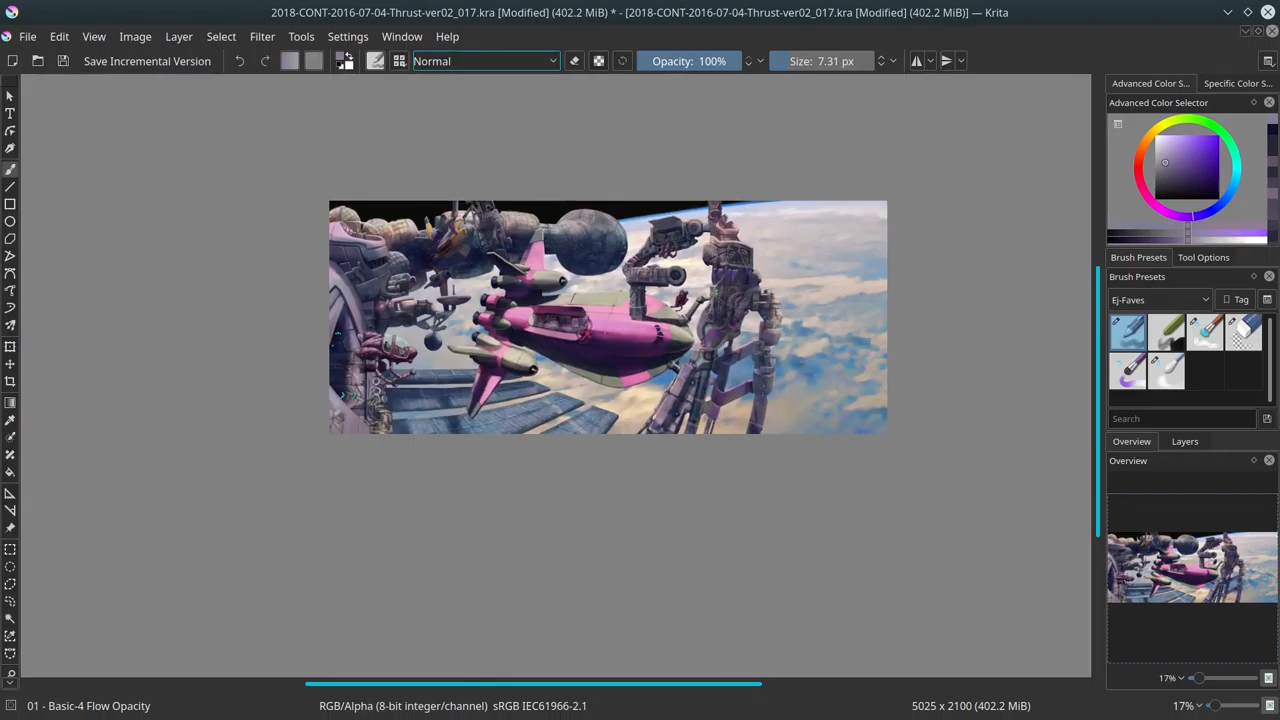 2018-CONT-2016-07-04-Thrust-ver02_017.kra [Modified] (402.2 MiB) * - [2018-CONT-2016-07-04-Thrust-ver02_017.kra [Modified] (402.2 MiB)] — Krita
File Edit View Image Layer Select Filter Tools Settings Window Help
Save Incremental Version Normal Opacity: 100% Size: 7.31 px
Advanced Color S... Specific Color S...
Advanced Color Selector
Brush Presets Tool Options
Brush Presets
Ej-Faves Tag
Search
Overview Layers
Overview
17%
01 - Basic-4 Flow Opacity RGB/Alpha (8-bit integer/channel) sRGB IEC61966-2.1 5025 x 2100 (402.2 MiB) 17%